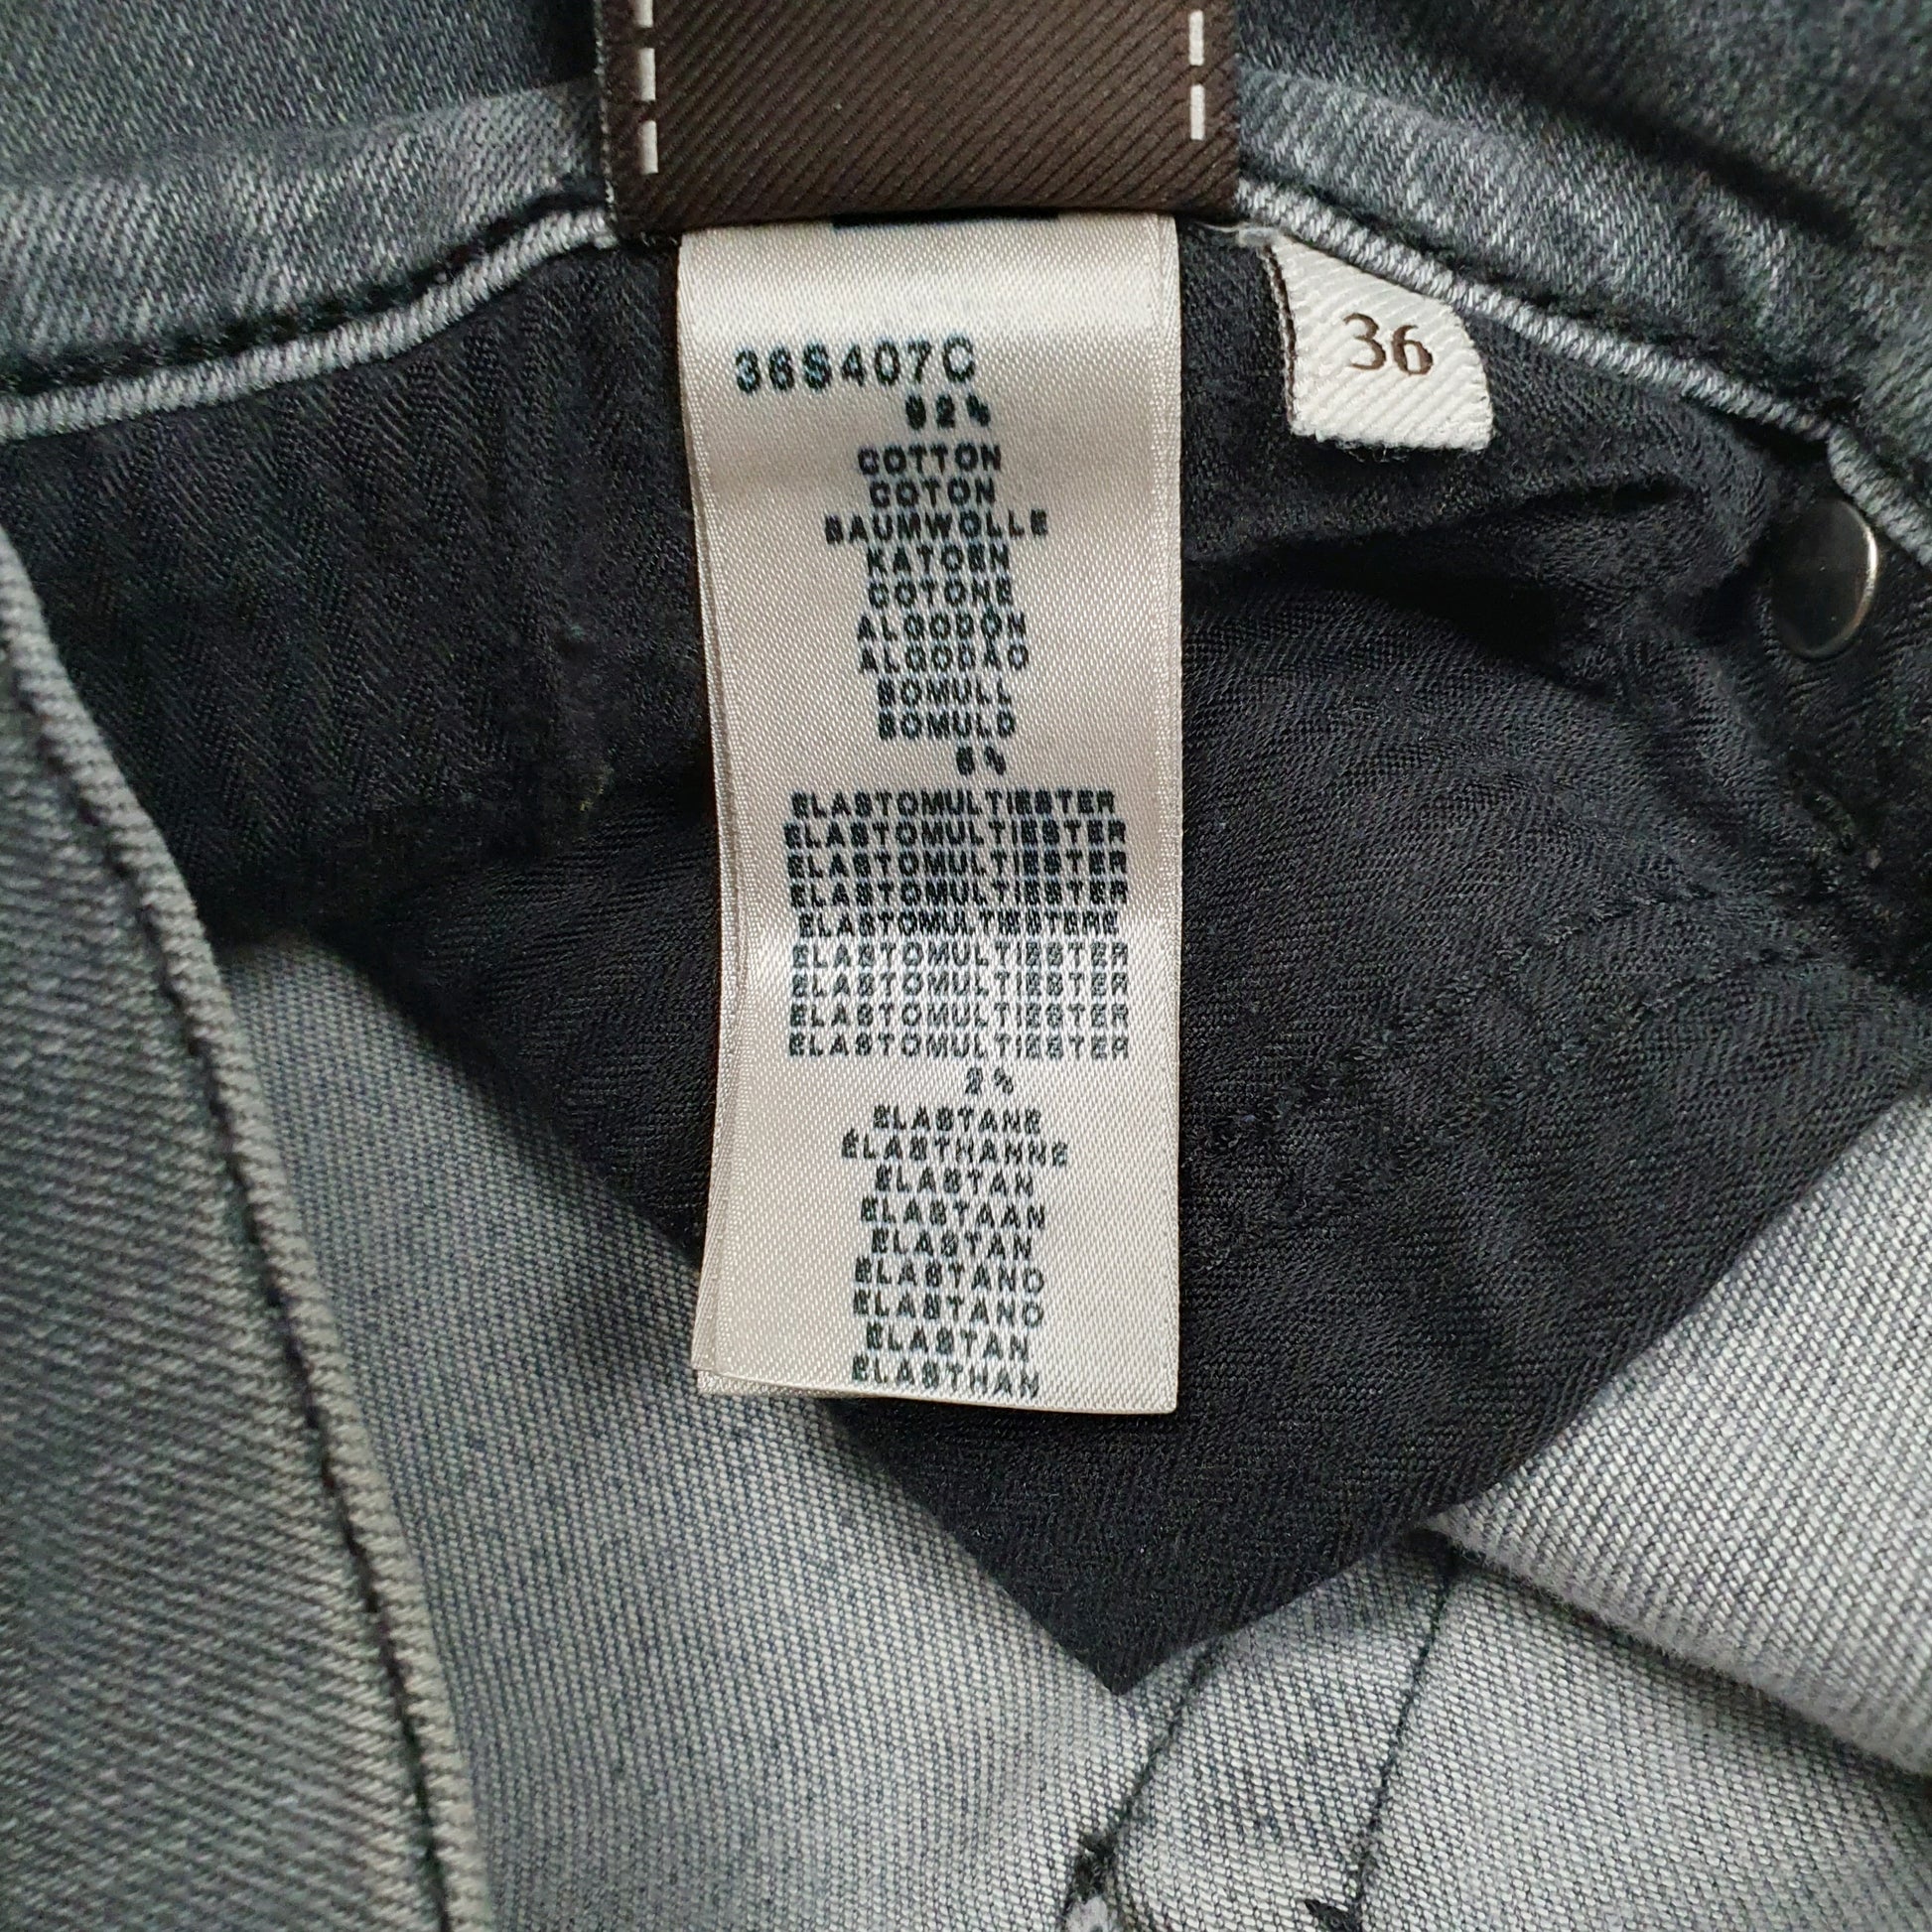 36S407C
36
92%
COTTON
COTON
BAUMWOLLE
KATOEN
COTONE
ALGODÓN
ALGODÃO
BOMULL
BOMULD
6%
ELASTOMULTIESTER
ELASTOMULTIESTER
ELASTOMULTIESTER
ELASTOMULTIESTER
ELASTOMULTIESTERE
ELASTOMULTIESTER
ELASTOMULTIESTER
ELASTOMULTIESTER
ELASTOMULTIESTER
2%
ELASTANE
ÉLASTHANNE
ELASTAN
ELASTAAN
ELASTAN
ELASTANO
ELASTANO
ELASTAN
ELASTHAN